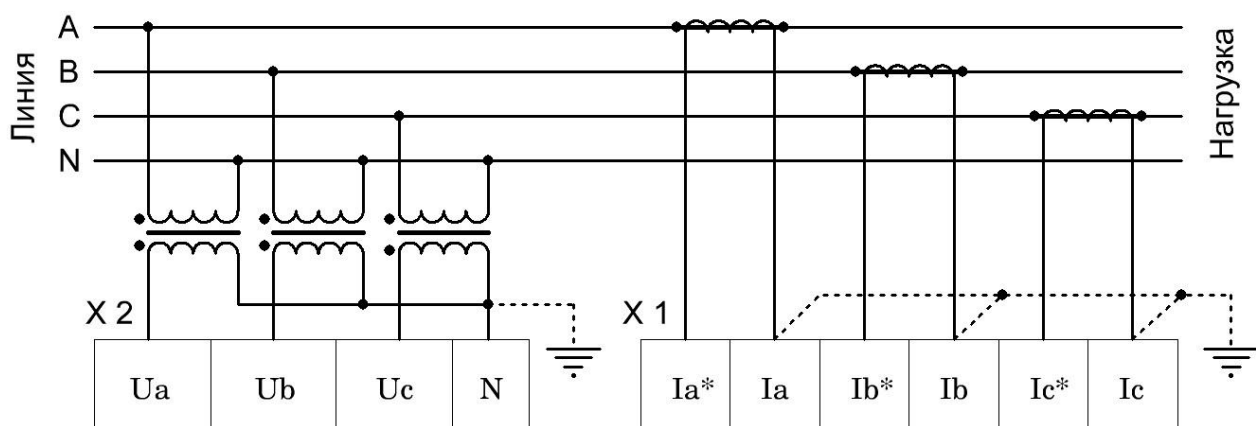 A
B
C
N
Линия
Нагрузка
X 2
X 1
Ua Ub Uc N
Ia* Ia Ib* Ib Ic* Ic